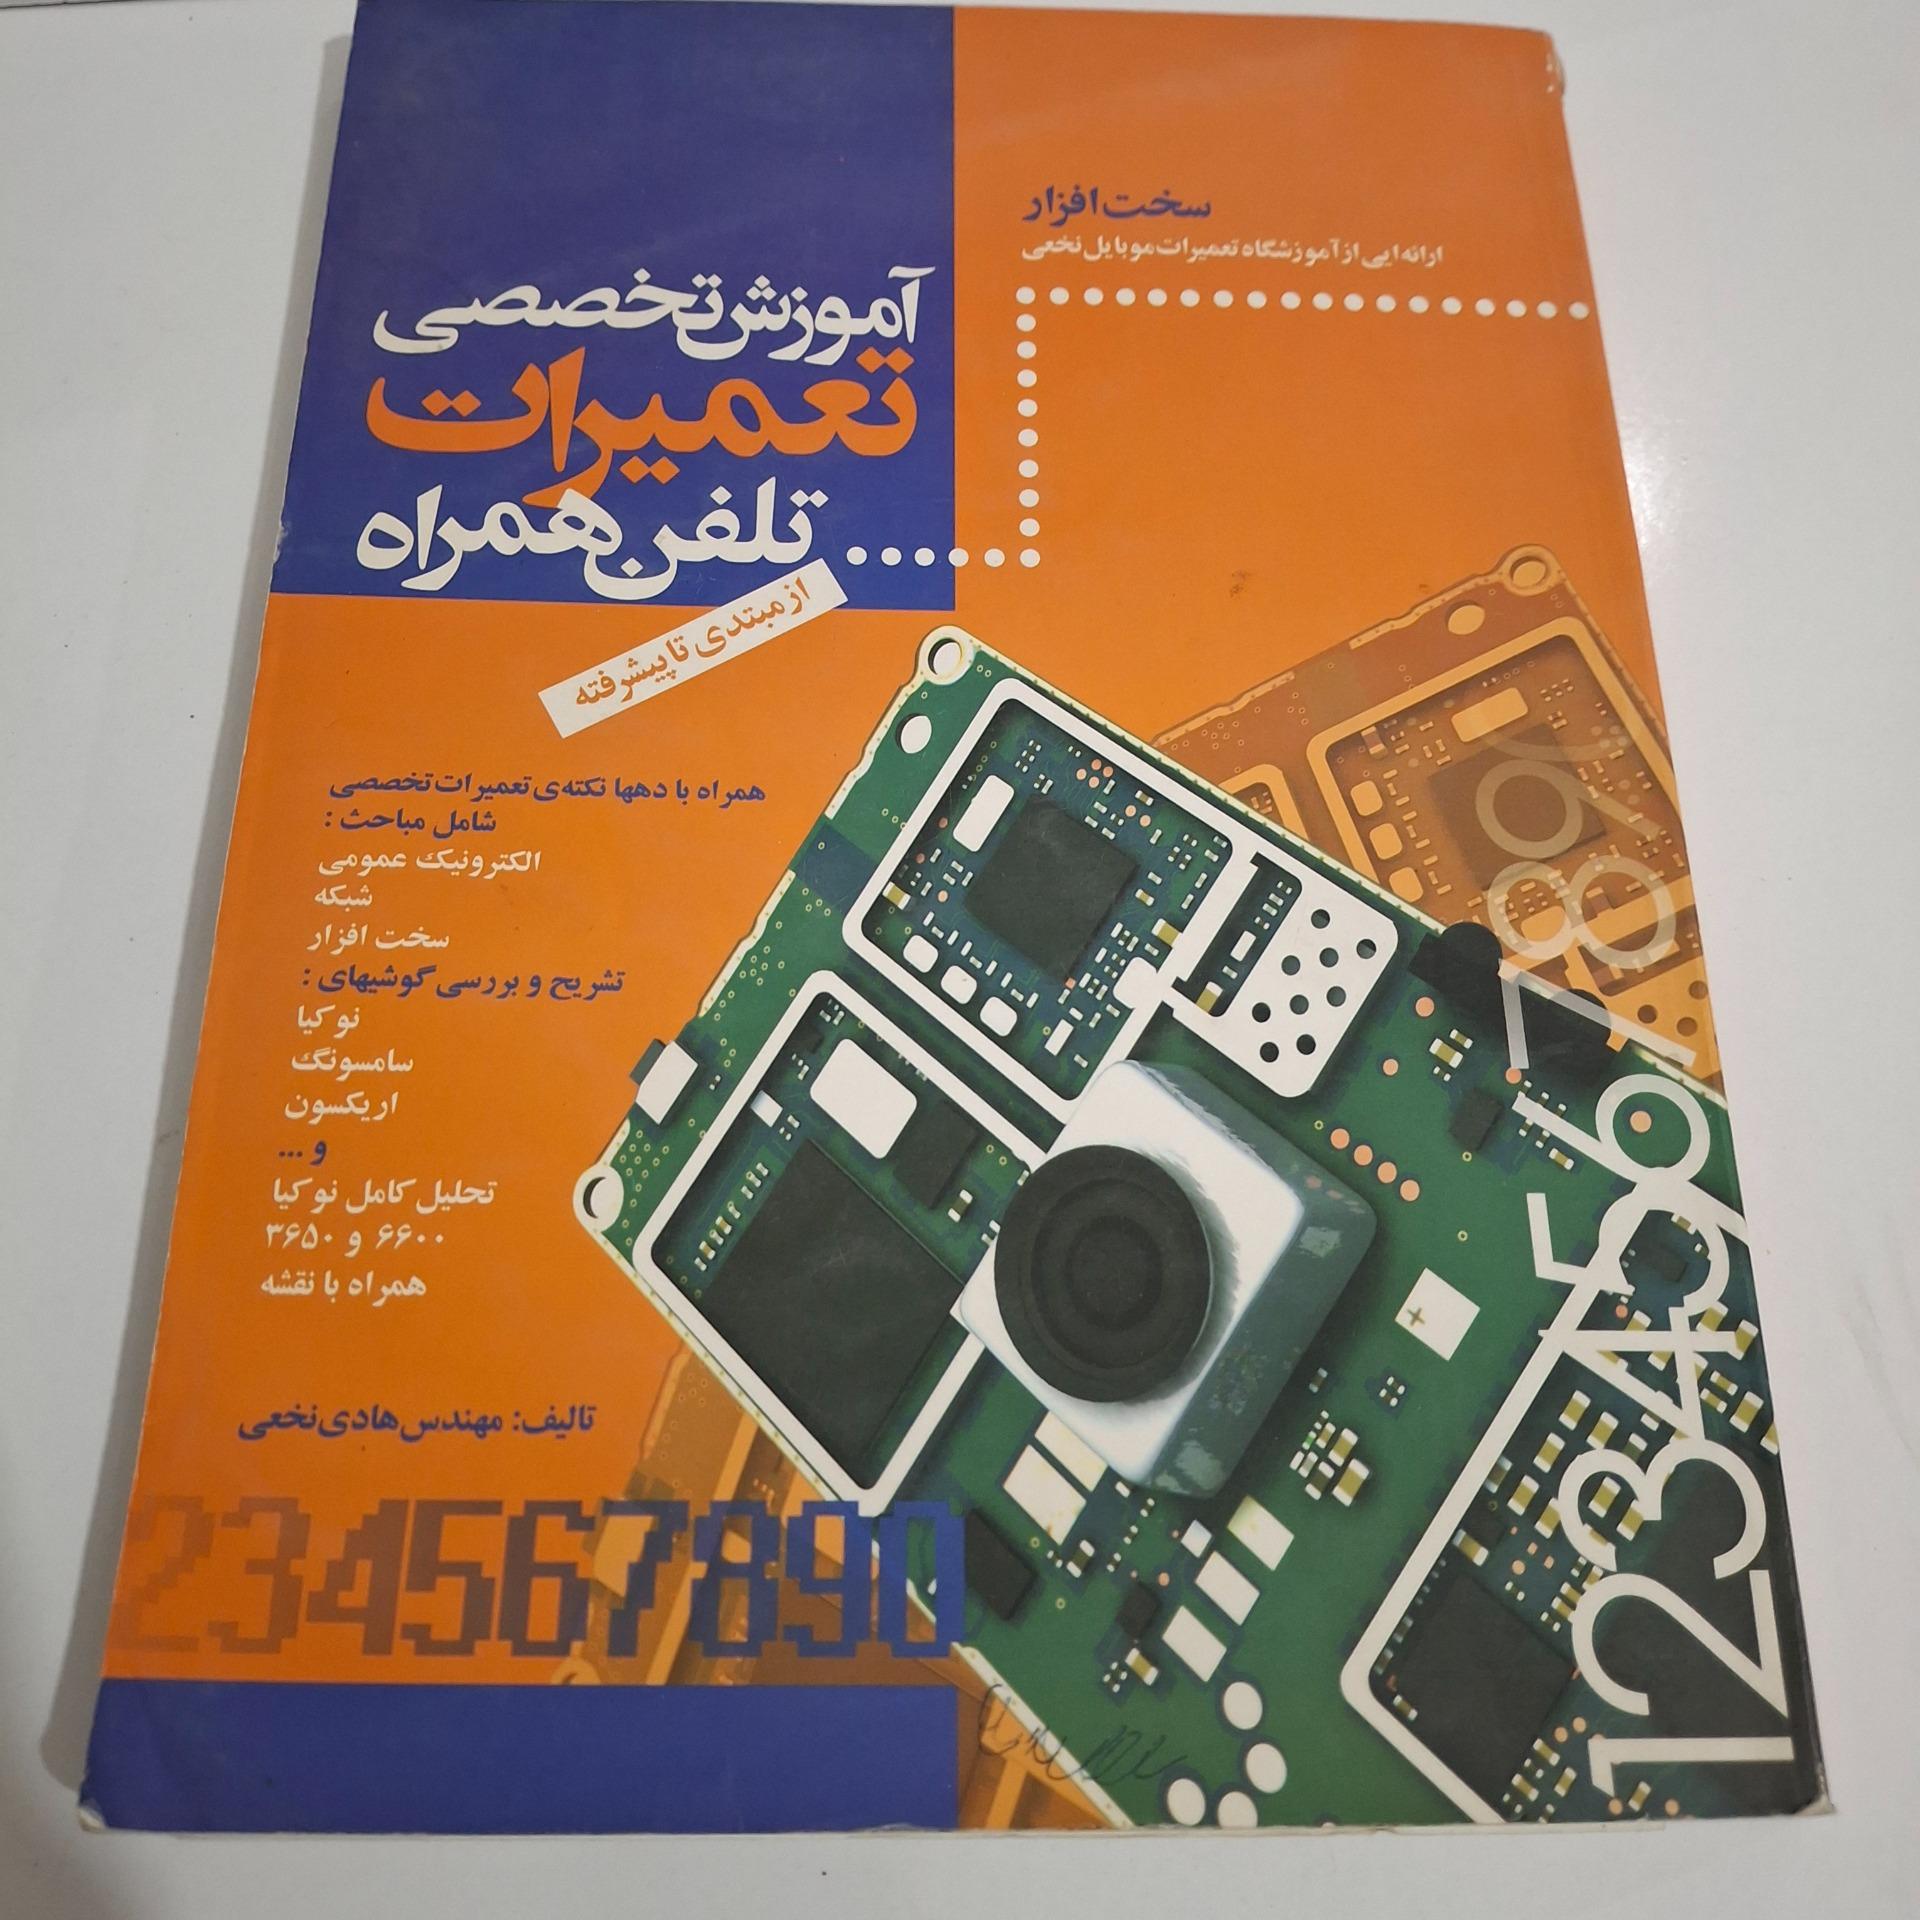 سخت افزار
ارائه ایی از آموزشگاه تعمیرات موبایل نخعی
آموزش تخصصی
تعمیرات
تلفن همراه
از مبتدی تا پیشرفته
همراه با دهها نکته‌ی تعمیرات تخصصی
شامل مباحث :
الکترونیک عمومی
شبکه
سخت افزار
تشریح و بررسی گوشیهای :
نوکیا
سامسونگ
اریکسون
و ...
تحلیل کامل نوکیا
۶۶۰۰ و ۳۶۵۰
همراه با نقشه
تالیف: مهندس هادی نخعی
234567890
123456789